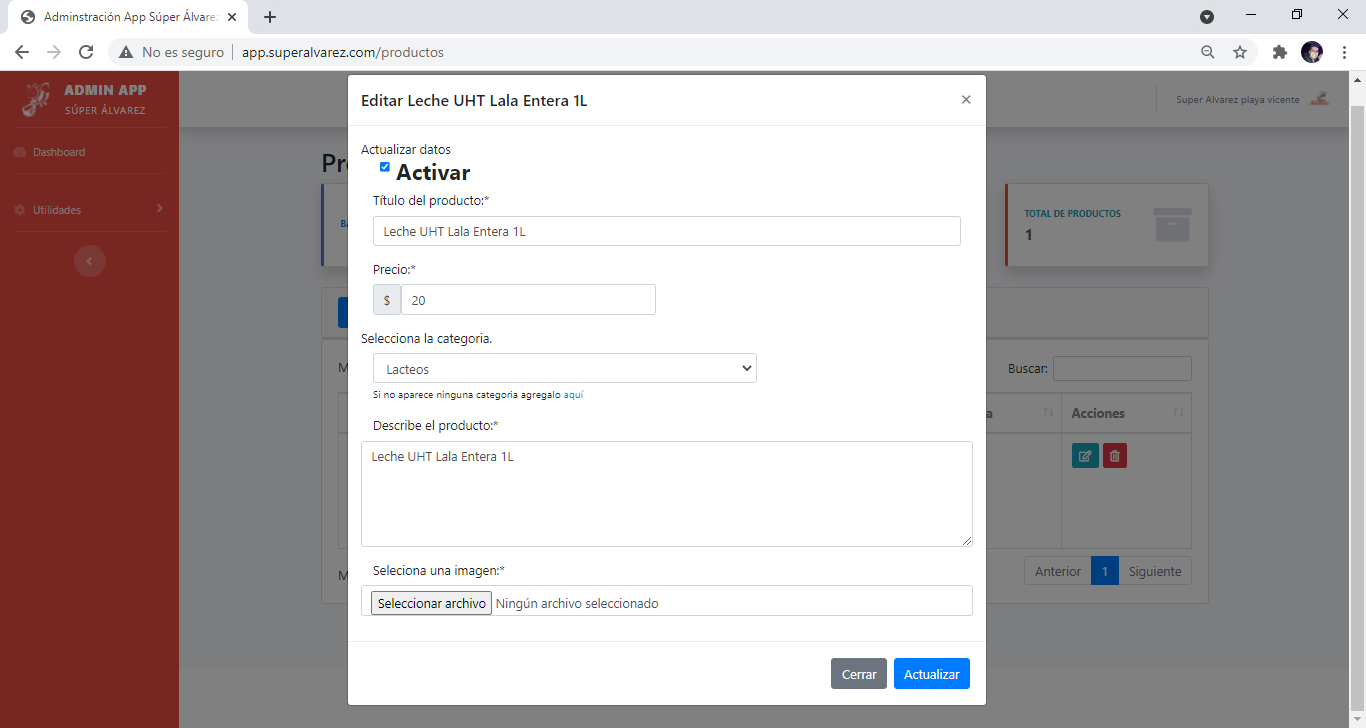 Adminstración App Súper Álvare
No es seguro app.superalvarez.com/productos
ADMIN APP
SÚPER ÁLVAREZ
Dashboard
Utilidades
Super Alvarez playa vicente
TOTAL DE PRODUCTOS
1
Buscar:
Acciones
Anterior 1 Siguiente
Editar Leche UHT Lala Entera 1L
×
Actualizar datos
Activar
Título del producto:*
Leche UHT Lala Entera 1L
Precio:*
$ 20
Selecciona la categoria.
Lacteos
Si no aparece ninguna categoria agregalo aquí
Describe el producto:*
Leche UHT Lala Entera 1L
Seleciona una imagen:*
Seleccionar archivo Ningún archivo seleccionado
Cerrar Actualizar